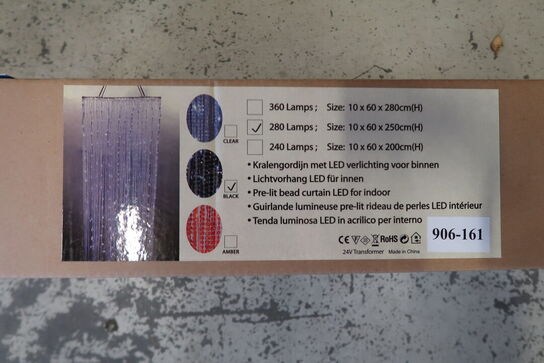 360 Lamps ; Size: 10 x 60 x 280cm(H)
280 Lamps ; Size: 10 x 60 x 250cm(H)
240 Lamps ; Size: 10 x 60 x 200cm(H)
CLEAR
BLACK
AMBER
• Kralengordijn met LED verlichting voor binnen
• Lichtvorhang LED für innen
• Pre-lit bead curtain LED for indoor
• Guirlande lumineuse pre-lit rideau de perles LED intérieur
• Tenda luminosa LED in acrilico per interno
CE RoHS
24V Transformer Made in China
906-161